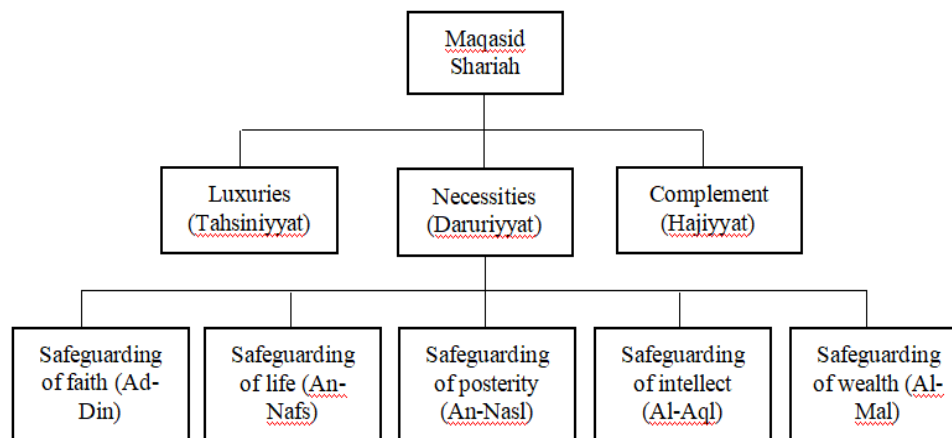 Maqasid
Shariah
Luxuries
(Tahsiniyyat)
Necessities
(Daruriyyat)
Complement
(Hajiyyat)
Safeguarding
of faith (Ad-
Din)
Safeguarding
of life (An-
Nafs)
Safeguarding
of posterity
(An-Nasl)
Safeguarding
of intellect
(Al-Aql)
Safeguarding
of wealth (Al-
Mal)